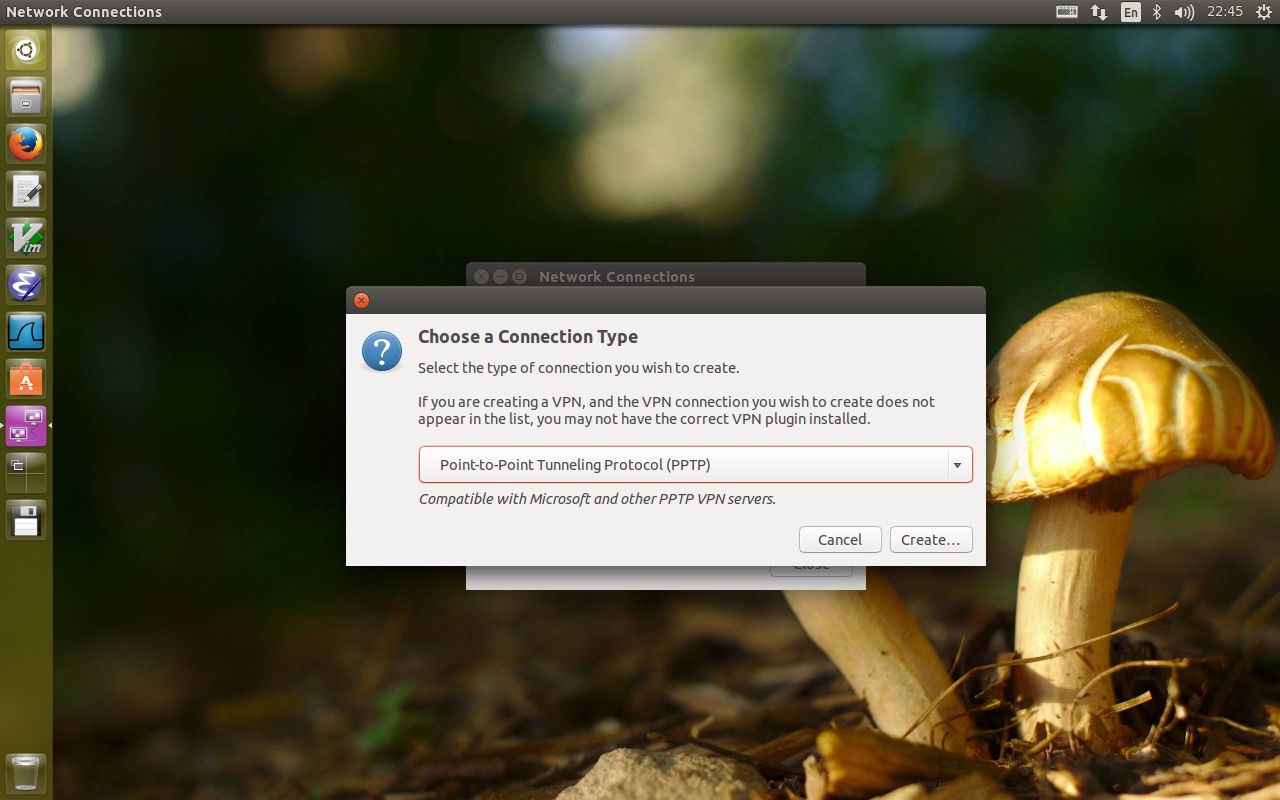 Network Connections
En
22:45
Network Connections
Choose a Connection Type
Select the type of connection you wish to create.
If you are creating a VPN, and the VPN connection you wish to create does not
appear in the list, you may not have the correct VPN plugin installed.
Point-to-Point Tunneling Protocol (PPTP)
Compatible with Microsoft and other PPTP VPN servers.
Cancel
Create…
Close
Vim